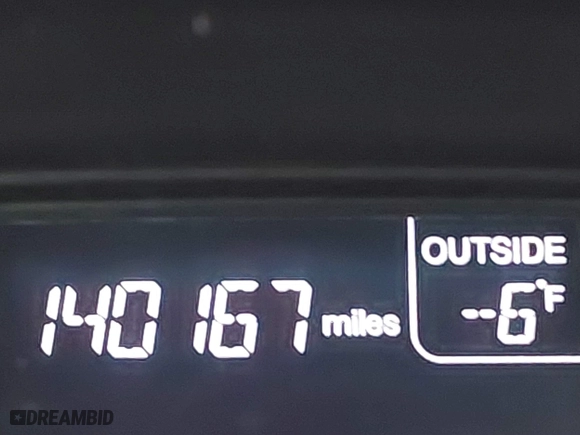 OUTSIDE
140167 miles --6°F
DREAMBID